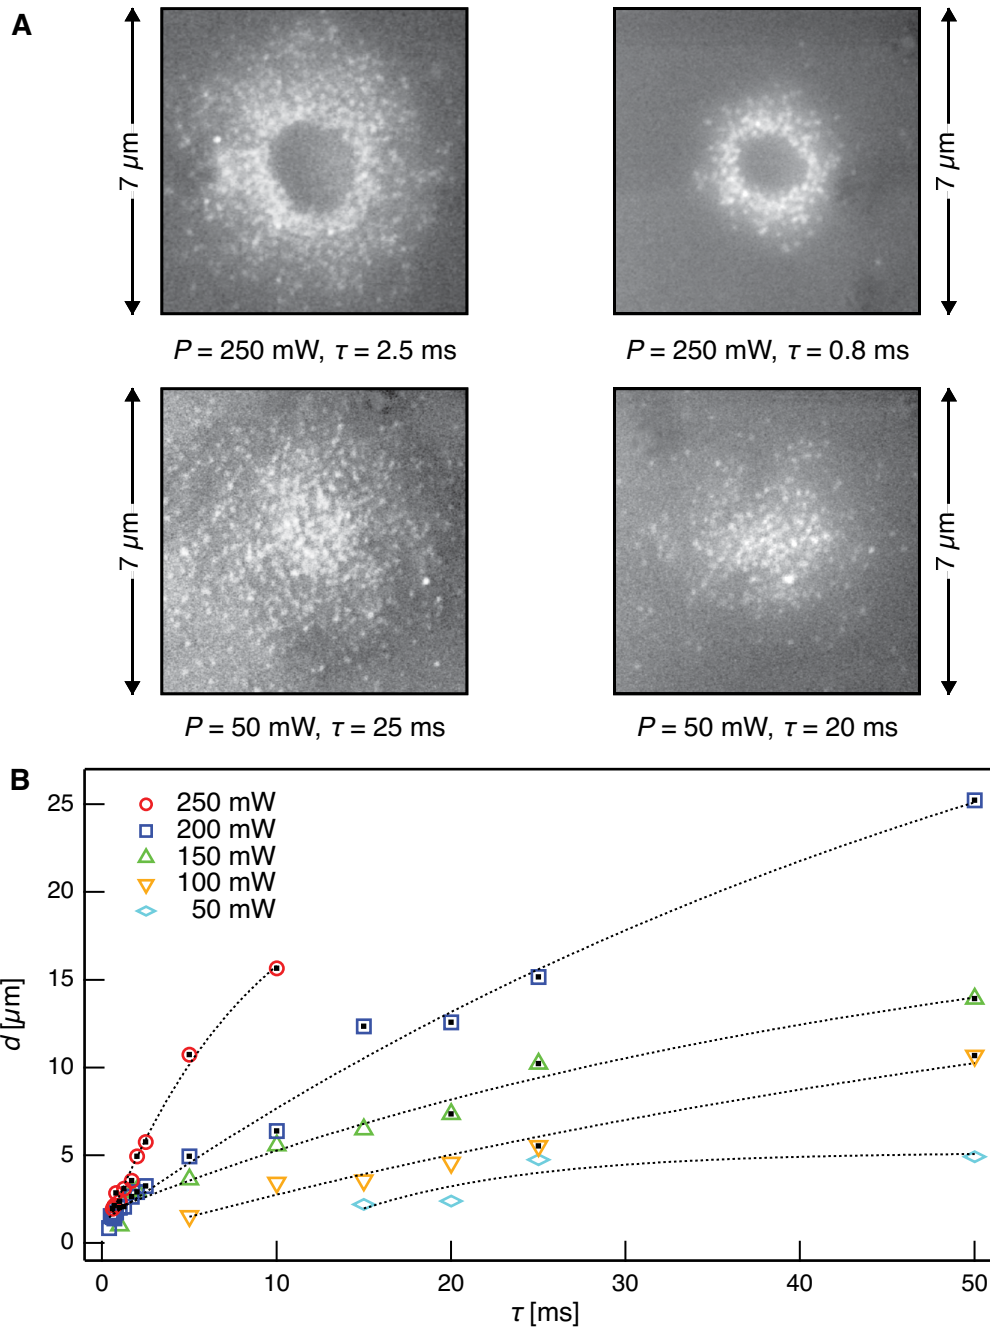 A
7 µm
7 µm
P = 250 mW, τ = 2.5 ms
P = 250 mW, τ = 0.8 ms
7 µm
7 µm
P = 50 mW, τ = 25 ms
P = 50 mW, τ = 20 ms
B
250 mW
200 mW
150 mW
100 mW
50 mW
25
20
15
10
5
0
d [µm]
0
10
20
30
40
50
τ [ms]